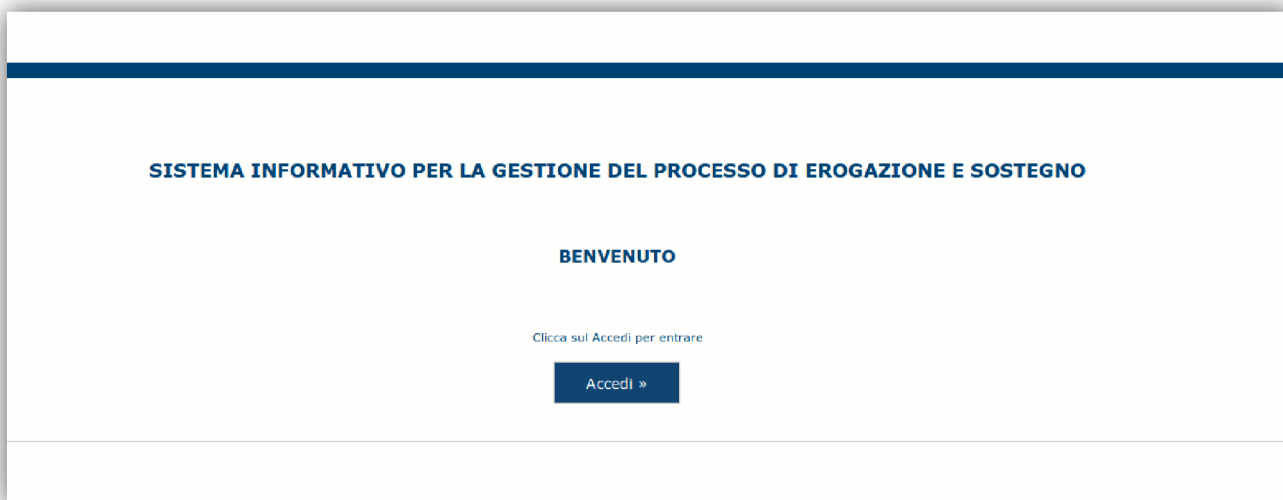 SISTEMA INFORMATIVO PER LA GESTIONE DEL PROCESSO DI EROGAZIONE E SOSTEGNO
BENVENUTO
Clicca sul Accedi per entrare
Accedi »